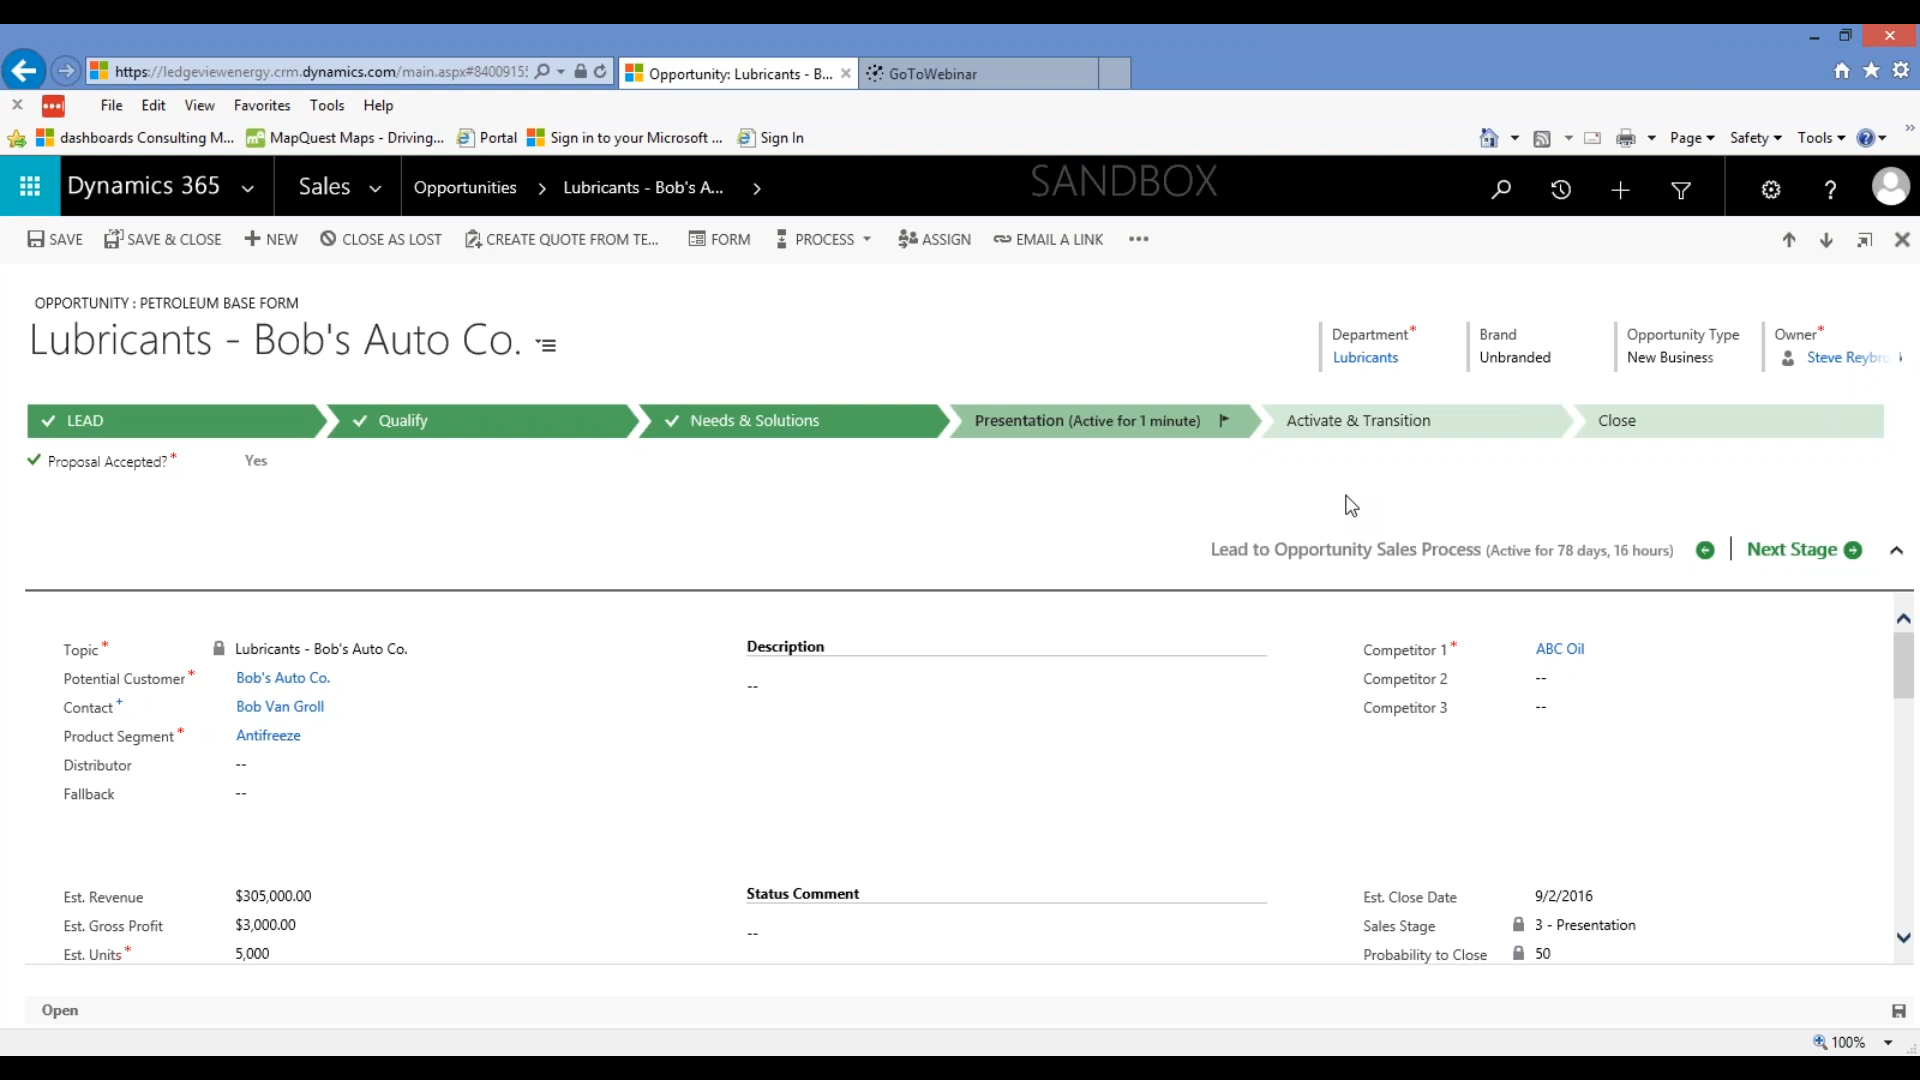 https://ledgeviewenergy.crm.dynamics.com/main.aspx#8400915
Opportunity: Lubricants - B...
GoToWebinar
File Edit View Favorites Tools Help
dashboards Consulting M... MapQuest Maps - Driving... Portal Sign in to your Microsoft ... Sign In
Page Safety Tools
Dynamics 365 Sales Opportunities Lubricants - Bob's A... SANDBOX
SAVE SAVE & CLOSE NEW CLOSE AS LOST CREATE QUOTE FROM TE... FORM PROCESS ASSIGN EMAIL A LINK •••
OPPORTUNITY : PETROLEUM BASE FORM
Lubricants - Bob's Auto Co.
Department* Brand Opportunity Type Owner*
Lubricants Unbranded New Business Steve Reybro
LEAD Qualify Needs & Solutions Presentation (Active for 1 minute) Activate & Transition Close
Proposal Accepted?* Yes
Lead to Opportunity Sales Process (Active for 78 days, 16 hours) Next Stage
Topic* Lubricants - Bob's Auto Co.
Potential Customer* Bob's Auto Co.
Contact+ Bob Van Groll
Product Segment* Antifreeze
Distributor --
Fallback --
Description
--
Competitor 1* ABC Oil
Competitor 2 --
Competitor 3 --
Est. Revenue $305,000.00
Est. Gross Profit $3,000.00
Est. Units* 5,000
Status Comment
--
Est. Close Date 9/2/2016
Sales Stage 3 - Presentation
Probability to Close 50
Open
100%